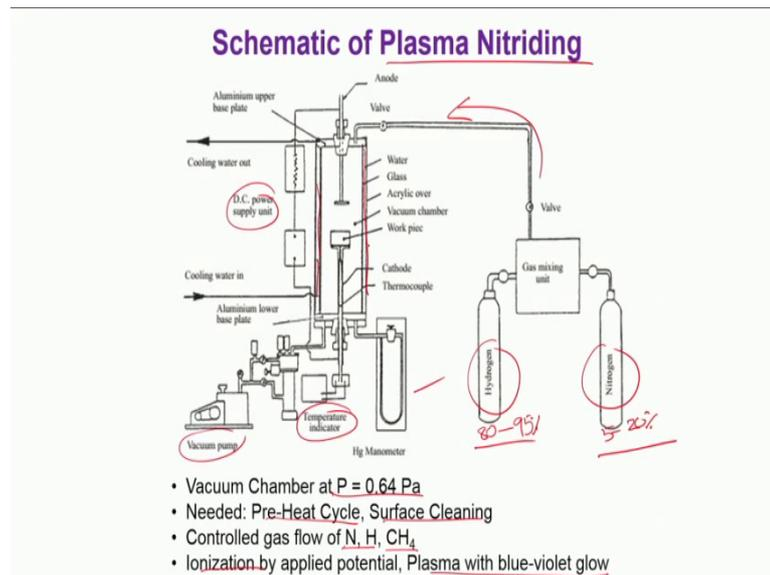 Schematic of Plasma Nitriding
Anode
Aluminium upper
base plate
Valve
Cooling water out
Water
Glass
Acrylic over
Vacuum chamber
Work piec
D.C. power
supply unit
Valve
Gas mixing
unit
Cathode
Thermocouple
Cooling water in
Aluminium lower
base plate
Hydrogen
Nitrogen
80-95%
5-20%
Temperature
indicator
Vacuum pump
Hg Manometer
• Vacuum Chamber at P = 0.64 Pa
• Needed: Pre-Heat Cycle, Surface Cleaning
• Controlled gas flow of N, H, CH4
• Ionization by applied potential, Plasma with blue-violet glow